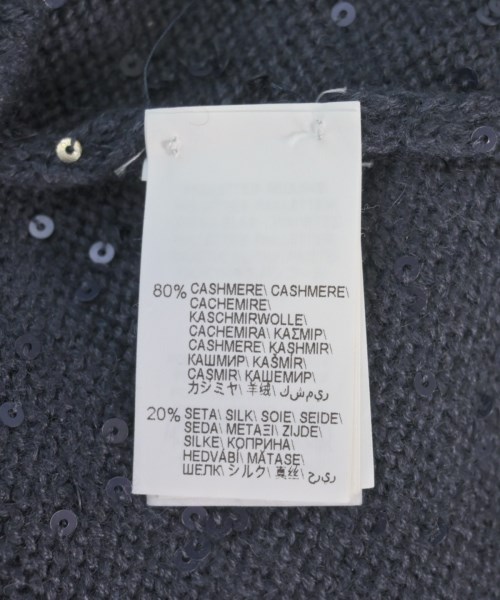 80% CASHMERE\ CASHMERE\
CACHEMIRE\
KASCHMIRWOLLE\
CACHEMIRA\ ΚΑΣΜΙΡ\
CASHMERE\ KASHMIR\
КАШМИР\ KAŠMÍR\
CAŞMIR\ КАШЕМИР\
カシミヤ\ 羊绒\ كشمير\
20% SETA\ SILK\ SOIE\ SEIDE\
SEDA\ ΜΕΤΑΞΙ\ ZIJDE\
SILKE\ КОПРИНА\
HEDVÁBÍ\ MĂTASE\
ШЕЛК\ シルク\ 真丝\ حرير\